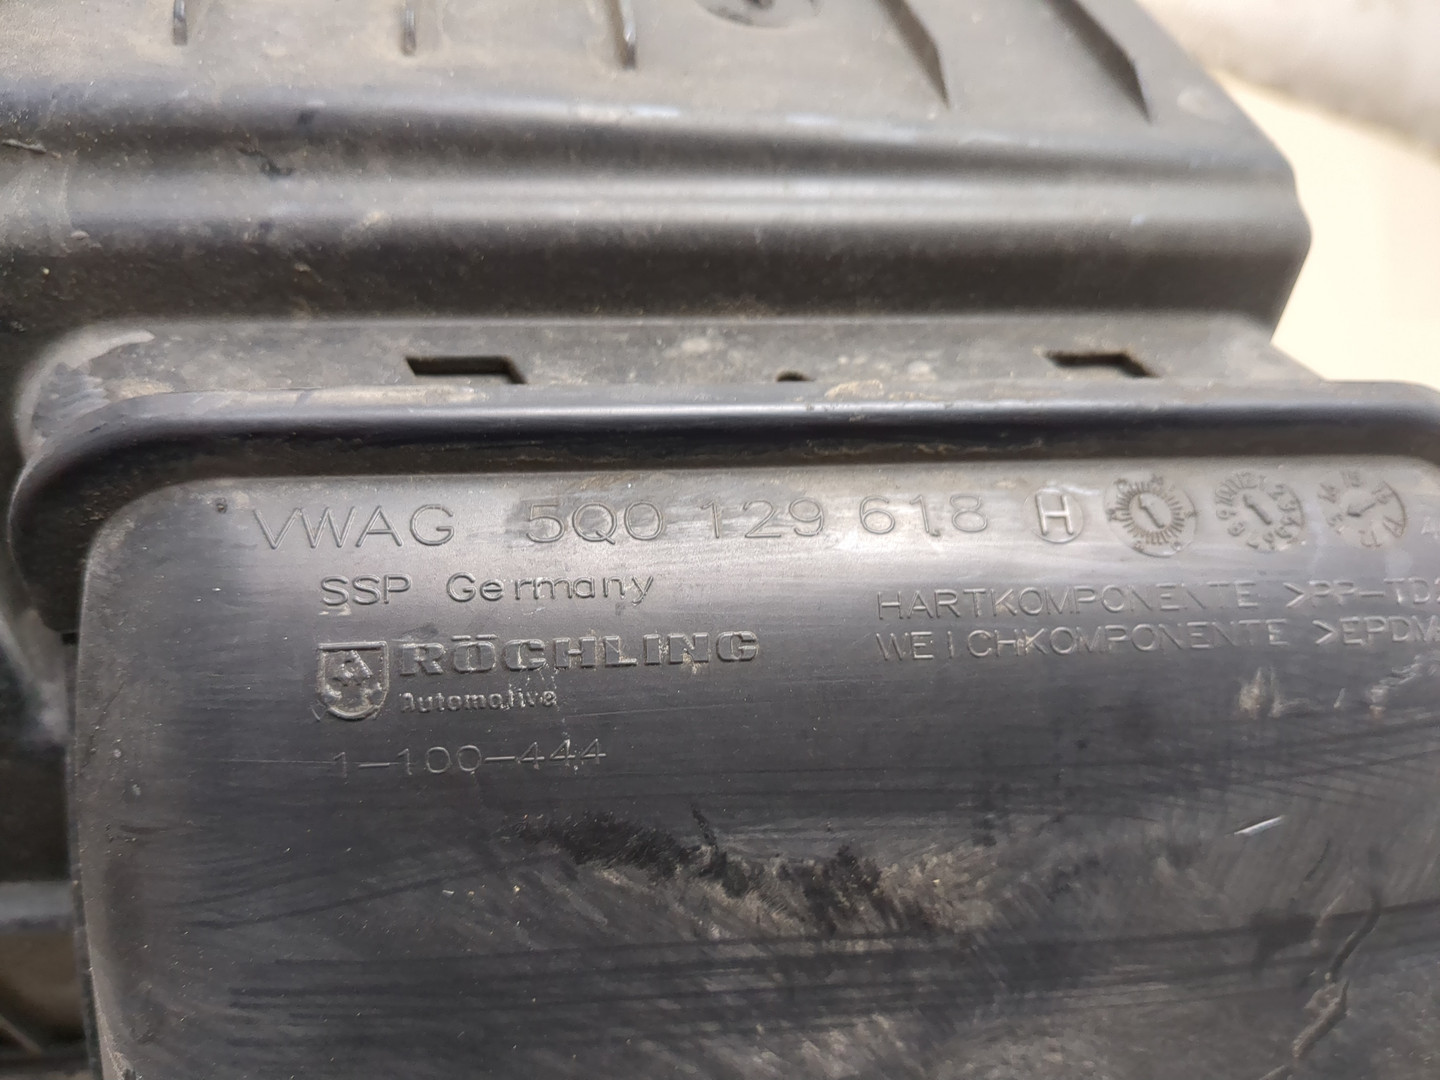 VWAG 5Q0 129 618 H
SSP Germany
HARTKOMPONENTE >PP-TD2
WEICHKOMPONENTE >EPDM
RÖCHLING
Automotive
1-100-444